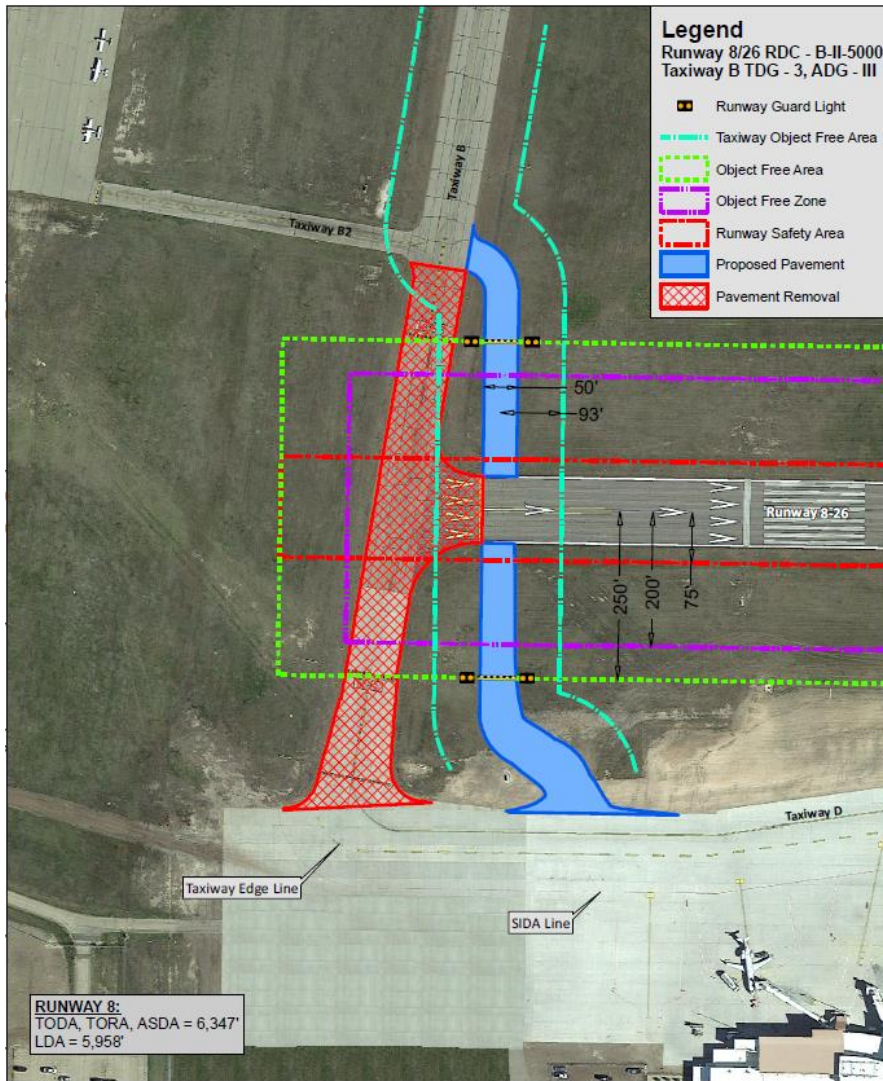 Legend
Runway 8/26 RDC - B-II-5000
Taxiway B TDG - 3, ADG - III
Runway Guard Light
Taxiway Object Free Area
Object Free Area
Object Free Zone
Runway Safety Area
Proposed Pavement
Pavement Removal
Taxiway B
Taxiway B2
50'
93'
Runway 8-26
250'
200'
75'
Taxiway D
Taxiway Edge Line
SIDA Line
RUNWAY 8:
TODA, TORA, ASDA = 6,347'
LDA = 5,958'